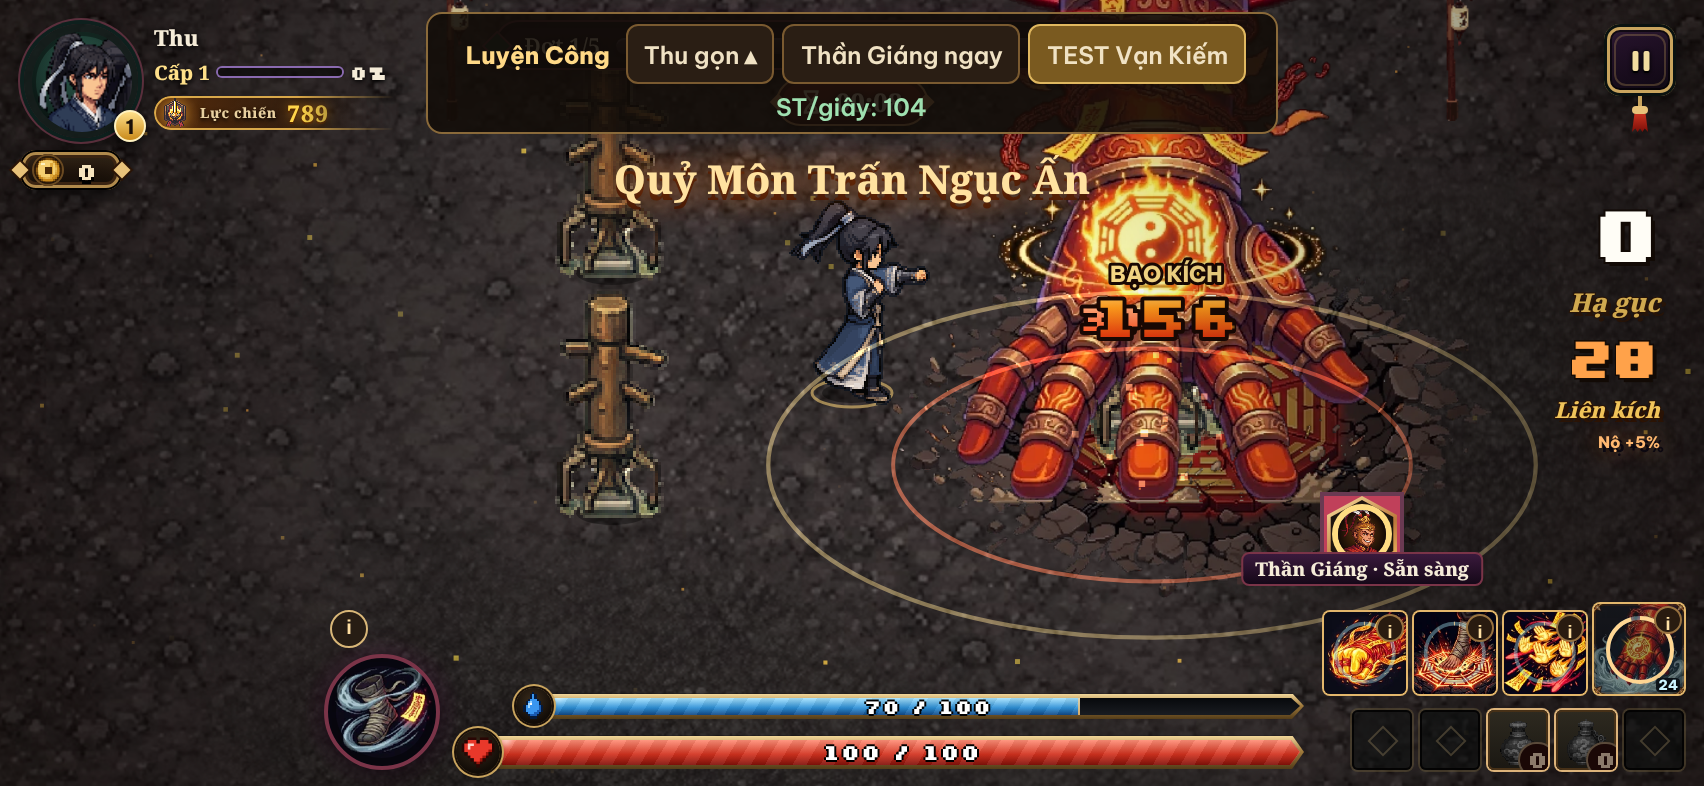 Thu
Cấp 1
Lực chiến 789
1
0
Luyện Công
Thu gọn ▴
Thần Giáng ngay
TEST Vạn Kiếm
ST/giây: 104
Quỷ Môn Trấn Ngục Ấn
BẠO KÍCH
156
0
Hạ gục
28
Liên kích
Nộ +5%
Thần Giáng · Sẵn sàng
i
i
i
i
i
24
70 / 100
100 / 100
0
0